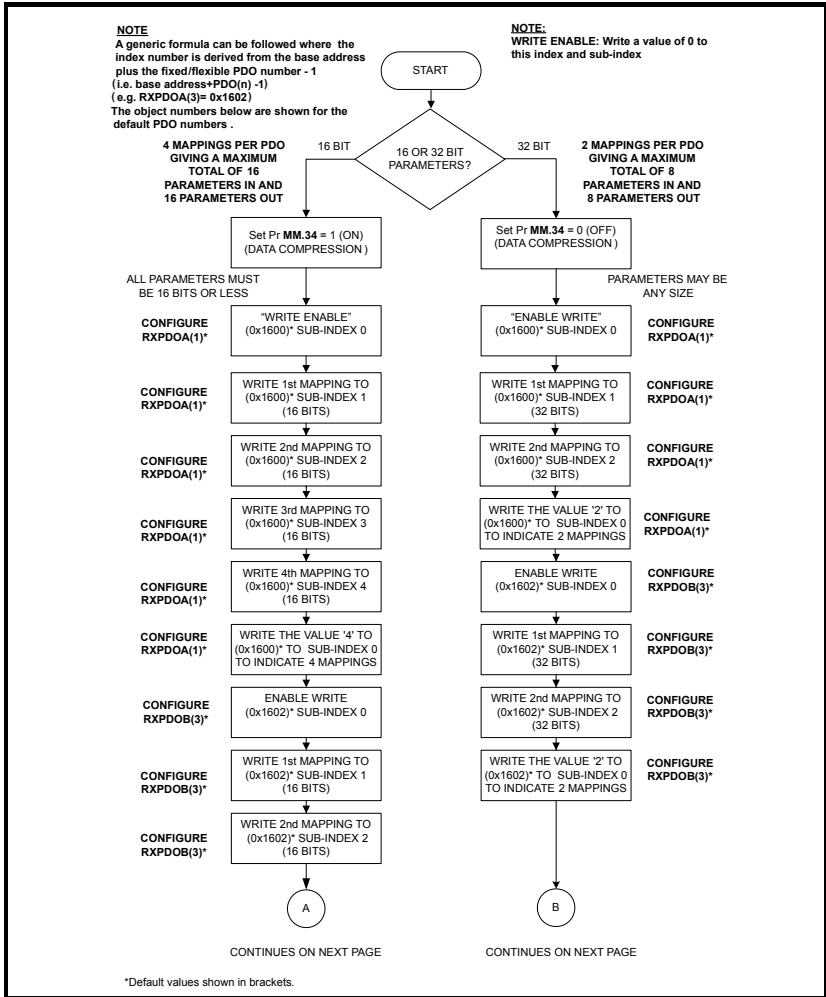 NOTE
A generic formula can be followed where the
index number is derived from the base address
plus the fixed/flexible PDO number - 1
(i.e. base address+PDO(n) -1)
(e.g. RXPDOA(3)= 0x1602)
The object numbers below are shown for the
default PDO numbers .
NOTE:
WRITE ENABLE: Write a value of 0 to
this index and sub-index
START
16 OR 32 BIT
PARAMETERS?
16 BIT
32 BIT
4 MAPPINGS PER PDO
GIVING A MAXIMUM
TOTAL OF 16
PARAMETERS IN AND
16 PARAMETERS OUT
2 MAPPINGS PER PDO
GIVING A MAXIMUM
TOTAL OF 8
PARAMETERS IN AND
8 PARAMETERS OUT
Set Pr MM.34 = 1 (ON)
(DATA COMPRESSION )
ALL PARAMETERS MUST
BE 16 BITS OR LESS
CONFIGURE
RXPDOA(1)*
"WRITE ENABLE"
(0x1600)* SUB-INDEX 0
CONFIGURE
RXPDOA(1)*
WRITE 1st MAPPING TO
(0x1600)* SUB-INDEX 1
(16 BITS)
CONFIGURE
RXPDOA(1)*
WRITE 2nd MAPPING TO
(0x1600)* SUB-INDEX 2
(16 BITS)
CONFIGURE
RXPDOA(1)*
WRITE 3rd MAPPING TO
(0x1600)* SUB-INDEX 3
(16 BITS)
CONFIGURE
RXPDOA(1)*
WRITE 4th MAPPING TO
(0x1600)* SUB-INDEX 4
(16 BITS)
CONFIGURE
RXPDOA(1)*
WRITE THE VALUE '4' TO
(0x1600)* TO SUB-INDEX 0
TO INDICATE 4 MAPPINGS
CONFIGURE
RXPDOB(3)*
ENABLE WRITE
(0x1602)* SUB-INDEX 0
CONFIGURE
RXPDOB(3)*
WRITE 1st MAPPING TO
(0x1602)* SUB-INDEX 1
(16 BITS)
CONFIGURE
RXPDOB(3)*
WRITE 2nd MAPPING TO
(0x1602)* SUB-INDEX 2
(16 BITS)
A
CONTINUES ON NEXT PAGE
Set Pr MM.34 = 0 (OFF)
(DATA COMPRESSION )
PARAMETERS MAY BE
ANY SIZE
"ENABLE WRITE"
(0x1600)* SUB-INDEX 0
CONFIGURE
RXPDOA(1)*
WRITE 1st MAPPING TO
(0x1600)* SUB-INDEX 1
(32 BITS)
CONFIGURE
RXPDOA(1)*
WRITE 2nd MAPPING TO
(0x1600)* SUB-INDEX 2
(32 BITS)
CONFIGURE
RXPDOA(1)*
WRITE THE VALUE '2' TO
(0x1600)* TO SUB-INDEX 0
TO INDICATE 2 MAPPINGS
CONFIGURE
RXPDOA(1)*
ENABLE WRITE
(0x1602)* SUB-INDEX 0
CONFIGURE
RXPDOB(3)*
WRITE 1st MAPPING TO
(0x1602)* SUB-INDEX 1
(32 BITS)
CONFIGURE
RXPDOB(3)*
WRITE 2nd MAPPING TO
(0x1602)* SUB-INDEX 2
(32 BITS)
CONFIGURE
RXPDOB(3)*
WRITE THE VALUE '2' TO
(0x1602)* TO SUB-INDEX 0
TO INDICATE 2 MAPPINGS
CONFIGURE
RXPDOB(3)*
B
CONTINUES ON NEXT PAGE
*Default values shown in brackets.